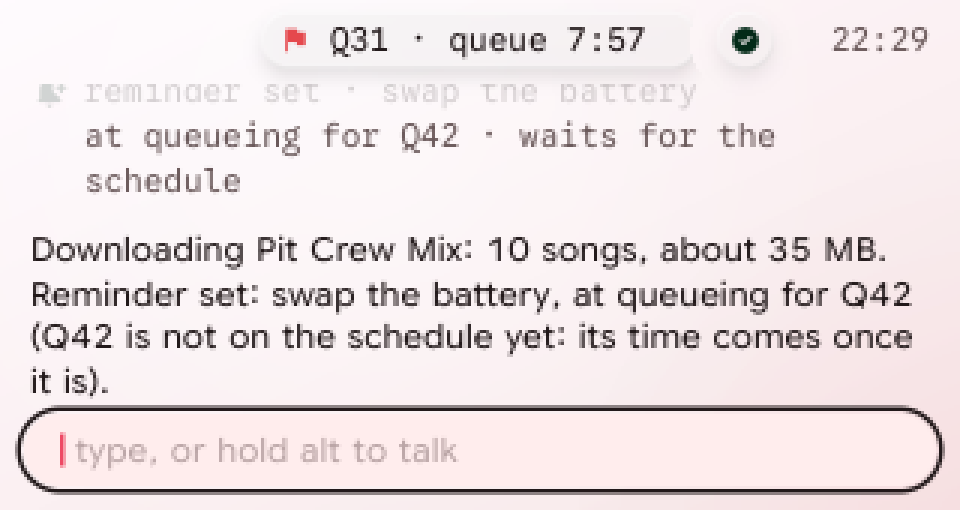 Q31 · queue 7:57
22:29
reminder set · swap the battery
at queueing for Q42 · waits for the
schedule
Downloading Pit Crew Mix: 10 songs, about 35 MB.
Reminder set: swap the battery, at queueing for Q42
(Q42 is not on the schedule yet: its time comes once
it is).
type, or hold alt to talk